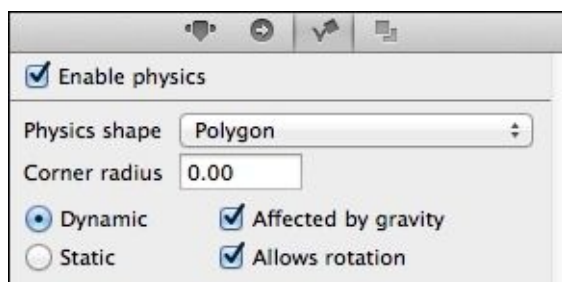 Enable physics
Physics shape Polygon
Corner radius 0.00
Dynamic Affected by gravity
Static Allows rotation